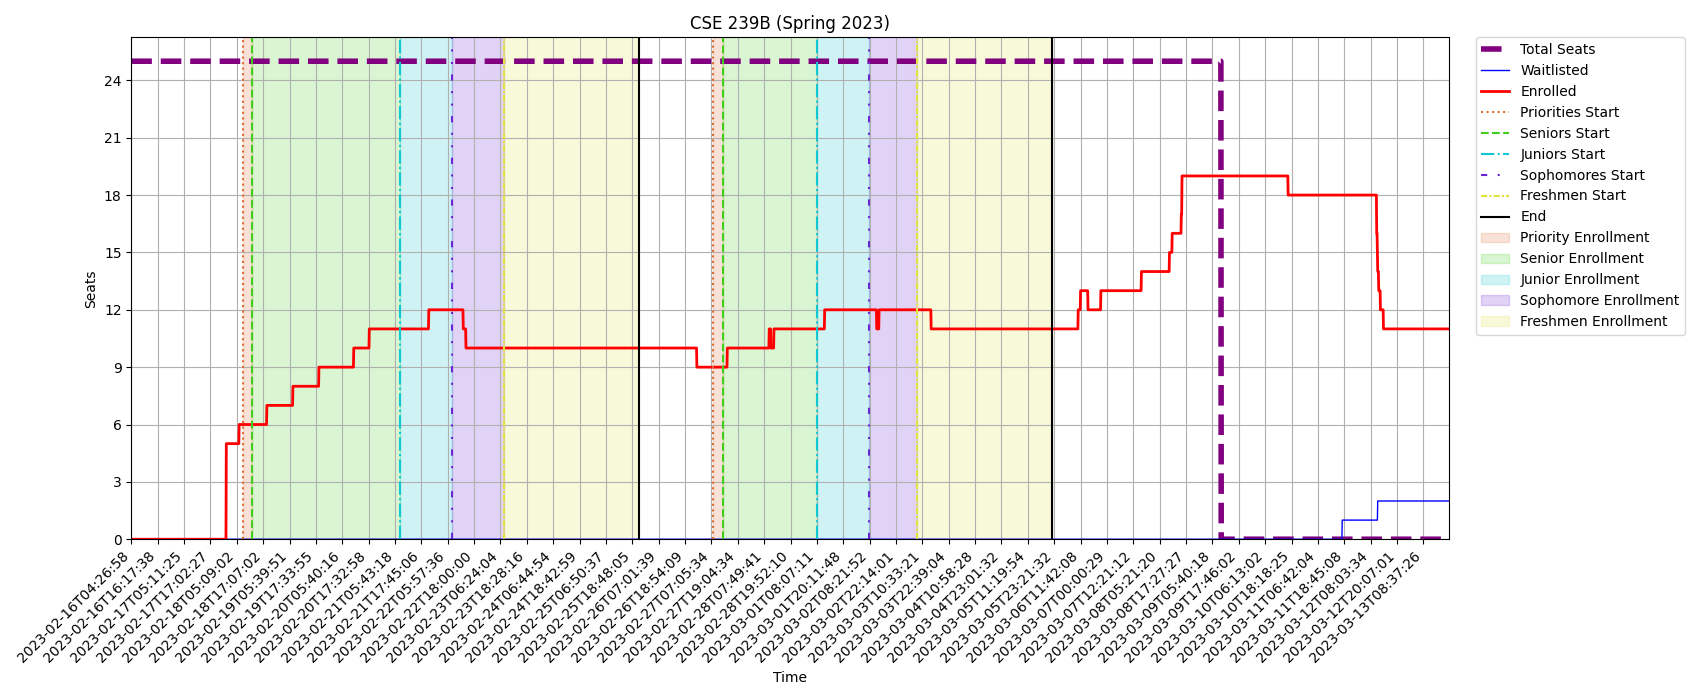 CSE 239B (Spring 2023)
Seats
24
21
18
15
12
9
6
3
0
2023-02-16T04:26:58
2023-02-16T16:17:38
2023-02-17T05:11:25
2023-02-17T17:02:27
2023-02-18T05:09:02
2023-02-18T17:07:02
2023-02-19T05:39:51
2023-02-19T17:33:55
2023-02-20T05:40:16
2023-02-20T17:32:58
2023-02-21T05:43:18
2023-02-21T17:45:06
2023-02-22T05:57:36
2023-02-22T18:00:00
2023-02-23T06:24:04
2023-02-23T18:28:16
2023-02-24T06:44:54
2023-02-24T18:42:59
2023-02-25T06:50:37
2023-02-25T18:48:05
2023-02-26T07:01:39
2023-02-26T18:54:09
2023-02-27T07:05:34
2023-02-27T19:04:34
2023-02-28T07:49:41
2023-02-28T19:52:10
2023-03-01T08:07:11
2023-03-01T20:11:48
2023-03-02T08:21:52
2023-03-02T22:14:01
2023-03-03T10:33:21
2023-03-03T22:39:04
2023-03-04T10:58:28
2023-03-04T23:01:32
2023-03-05T11:19:54
2023-03-05T23:21:32
2023-03-06T11:42:08
2023-03-07T00:00:29
2023-03-07T12:21:12
2023-03-08T05:21:20
2023-03-08T17:27:27
2023-03-09T05:40:18
2023-03-09T17:46:02
2023-03-10T06:13:02
2023-03-10T18:18:25
2023-03-11T06:42:04
2023-03-11T18:45:08
2023-03-12T08:03:34
2023-03-12T20:07:01
2023-03-13T08:37:26
Time
Total Seats
Waitlisted
Enrolled
Priorities Start
Seniors Start
Juniors Start
Sophomores Start
Freshmen Start
End
Priority Enrollment
Senior Enrollment
Junior Enrollment
Sophomore Enrollment
Freshmen Enrollment